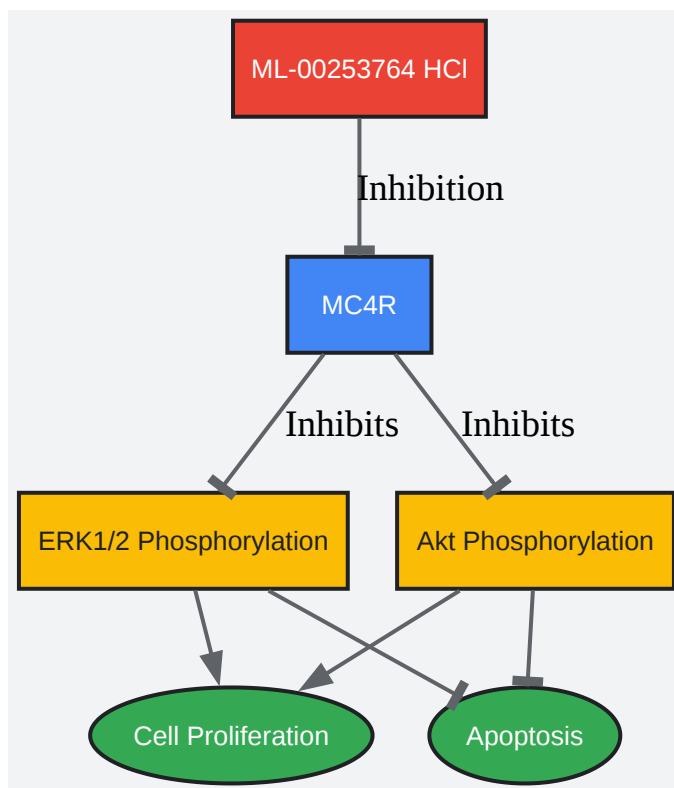 ML-00253764 HCl
Inhibition
MC4R
Inhibits
Inhibits
ERK1/2 Phosphorylation
Akt Phosphorylation
Cell Proliferation
Apoptosis